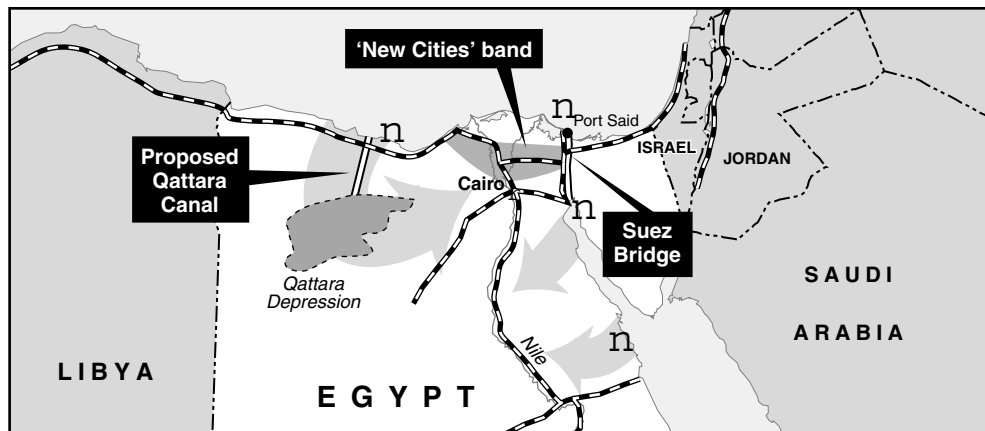 ‘New Cities’ band
n
Port Said
n
ISRAEL
JORDAN
Proposed
Qattara
Canal
Cairo
n
Suez
Bridge
Qattara
Depression
SAUDI
ARABIA
n
Nile
LIBYA
EGYPT